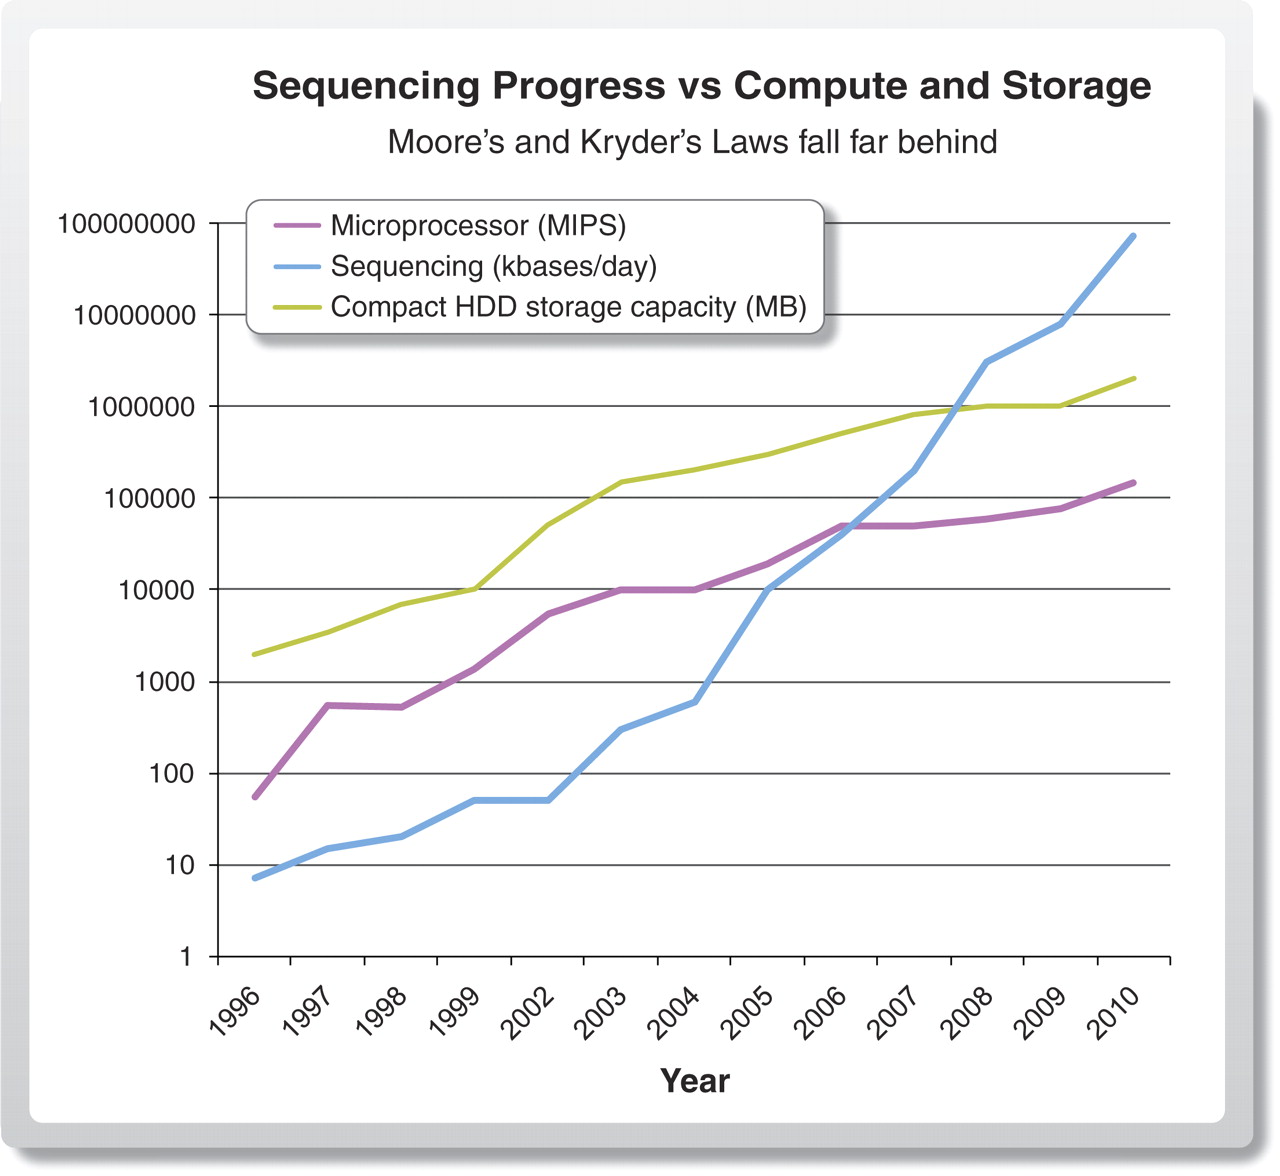 Sequencing Progress vs Compute and Storage
Moore’s and Kryder’s Laws fall far behind
Microprocessor (MIPS)
Sequencing (kbases/day)
Compact HDD storage capacity (MB)
100000000
10000000
1000000
100000
10000
1000
100
10
1
1996 1997 1998 1999 2002 2003 2004 2005 2006 2007 2008 2009 2010
Year